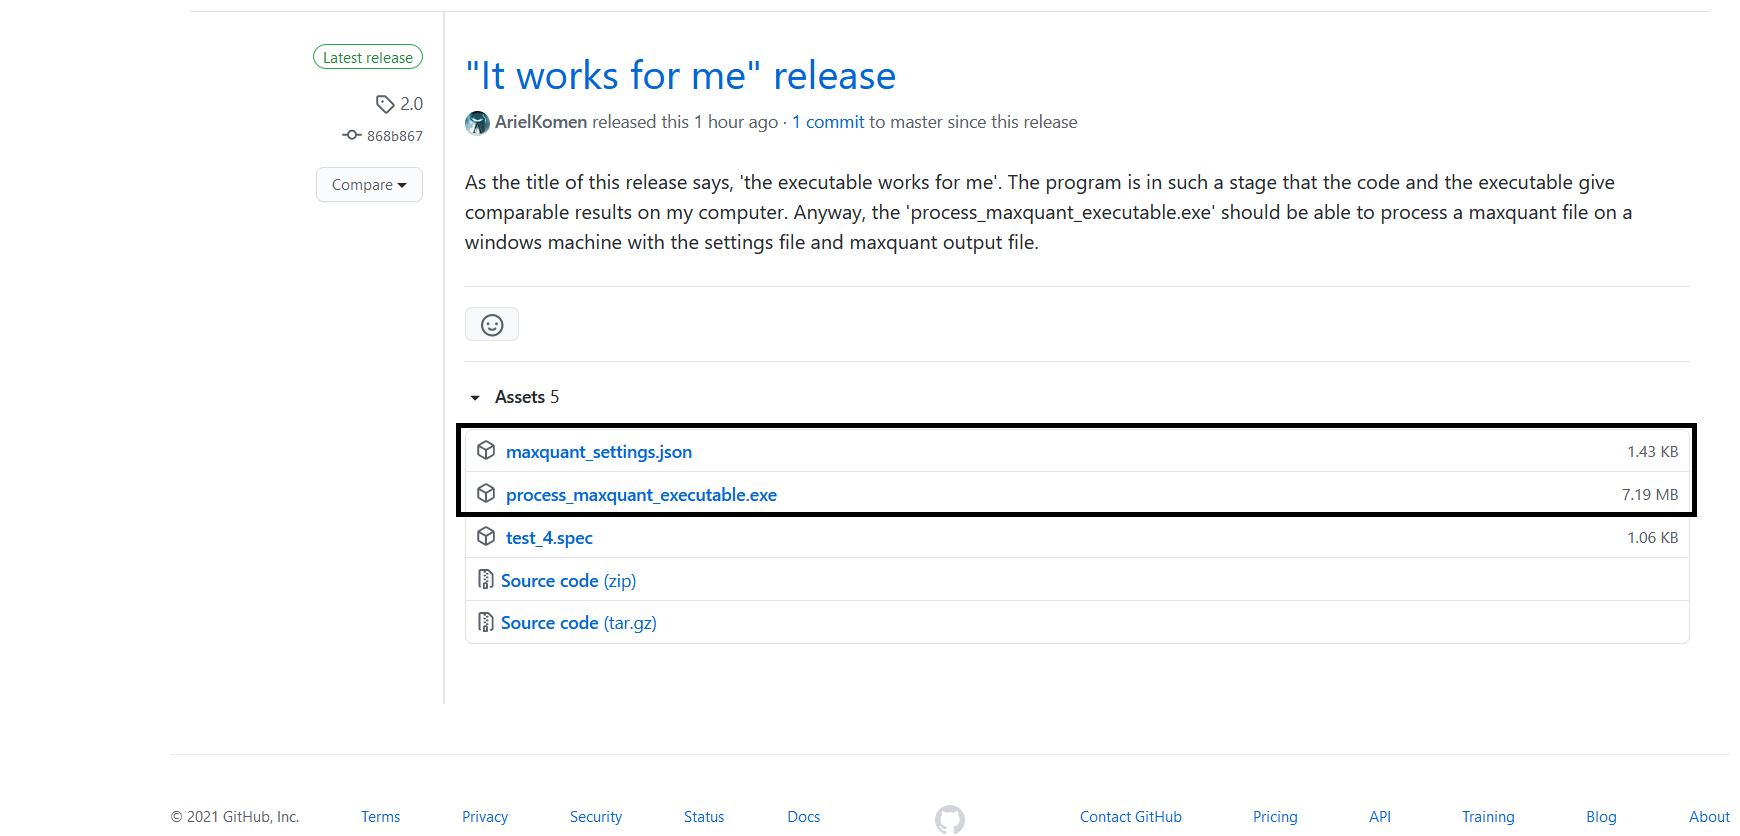 Latest release
2.0
868b867
Compare
"It works for me" release
ArielKomen released this 1 hour ago · 1 commit to master since this release
As the title of this release says, 'the executable works for me'. The program is in such a stage that the code and the executable give
comparable results on my computer. Anyway, the 'process_maxquant_executable.exe' should be able to process a maxquant file on a
windows machine with the settings file and maxquant output file.
Assets 5
maxquant_settings.json 1.43 KB
process_maxquant_executable.exe 7.19 MB
test_4.spec 1.06 KB
Source code (zip)
Source code (tar.gz)
© 2021 GitHub, Inc. Terms Privacy Security Status Docs Contact GitHub Pricing API Training Blog About